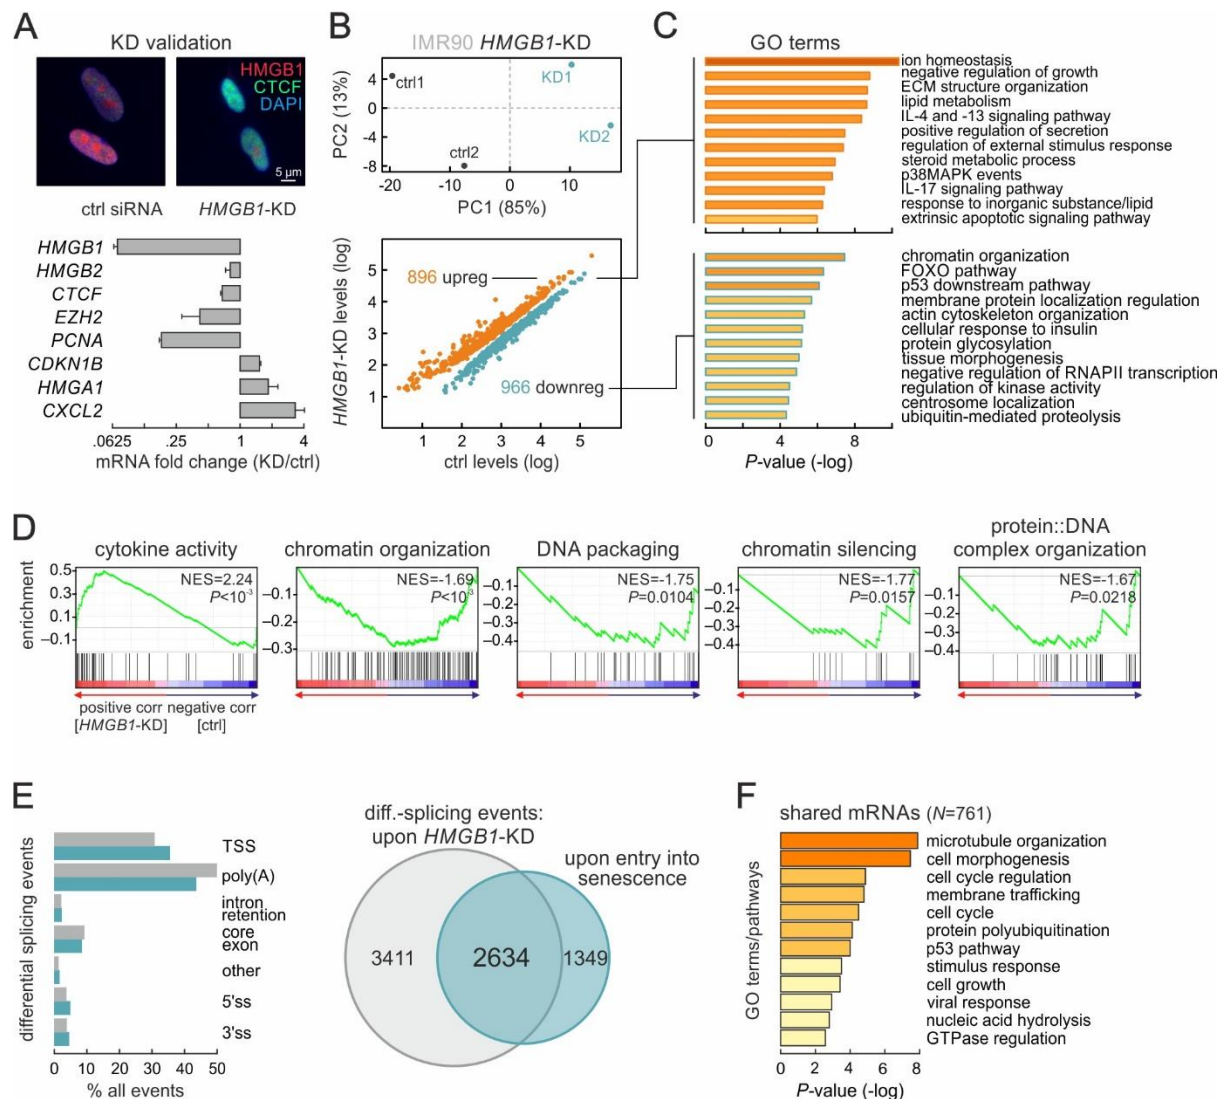 A
KD validation
HMGB1
CTCF
DAPI
5 µm
ctrl siRNA
HMGB1-KD
HMGB1
HMGB2
CTCF
EZH2
PCNA
CDKN1B
HMGA1
CXCL2
.0625 .25 1 4
mRNA fold change (KD/ctrl)
B
IMR90 HMGB1-KD
PC2 (13%)
4
0
-4
-8
ctrl1
KD1
KD2
ctrl2
-20 -10 0 10
PC1 (85%)
HMGB1-KD levels (log)
5
4
3
2
1
896 upreg
966 downreg
1 2 3 4 5
ctrl levels (log)
C
GO terms
ion homeostasis
negative regulation of growth
ECM structure organization
lipid metabolism
IL-4 and -13 signaling pathway
positive regulation of secretion
regulation of external stimulus response
steroid metabolic process
p38MAPK events
IL-17 signaling pathway
response to inorganic substance/lipid
extrinsic apoptotic signaling pathway
chromatin organization
FOXO pathway
p53 downstream pathway
membrane protein localization regulation
actin cytoskeleton organization
cellular response to insulin
protein glycosylation
tissue morphogenesis
negative regulation of RNAPII transcription
regulation of kinase activity
centrosome localization
ubiquitin-mediated proteolysis
0 4 8
P-value (-log)
D
enrichment
cytokine activity
NES=2.24
P<10-3
0.5
0.3
0.1
-0.1
positive corr negative corr
[HMGB1-KD] [ctrl]
chromatin organization
NES=-1.69
P<10-3
0.0
-0.1
-0.2
-0.3
DNA packaging
NES=-1.75
P=0.0104
-0.1
-0.2
-0.3
-0.4
chromatin silencing
NES=-1.77
P=0.0157
-0.1
-0.2
-0.3
-0.4
protein::DNA
complex organization
NES=-1.67
P=0.0218
0.0
-0.1
-0.2
-0.3
-0.4
E
differential splicing events
TSS
poly(A)
intron
retention
core
exon
other
5'ss
3'ss
0 10 20 30 40 50
% all events
diff.-splicing events:
upon HMGB1-KD
upon entry into
senescence
3411
2634
1349
F
shared mRNAs (N=761)
GO terms/pathways
microtubule organization
cell morphogenesis
cell cycle regulation
membrane trafficking
cell cycle
protein polyubiquitination
p53 pathway
stimulus response
cell growth
viral response
nucleic acid hydrolysis
GTPase regulation
0 2 4 6 8
P-value (-log)